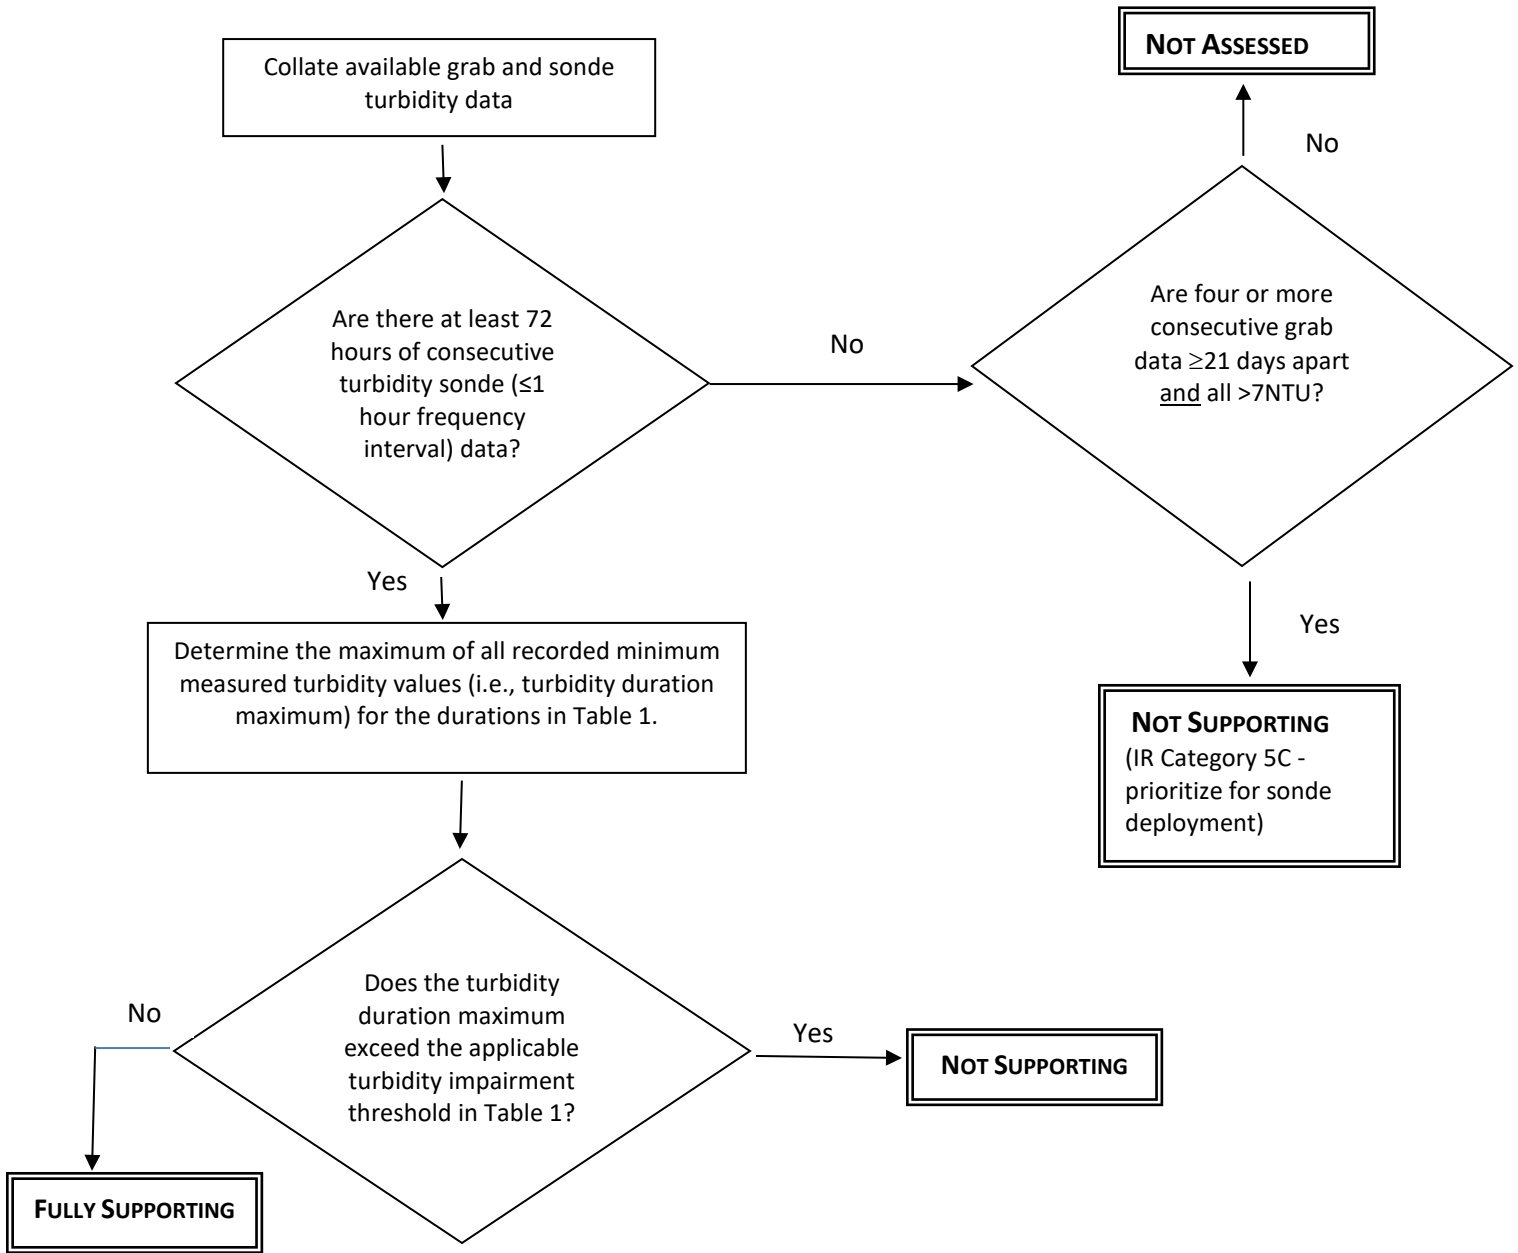 Collate available grab and sonde
turbidity data
Are there at least 72
hours of consecutive
turbidity sonde (≤1
hour frequency
interval) data?
No
Are four or more
consecutive grab
data ≥21 days apart
and all >7NTU?
No
NOT ASSESSED
Yes
NOT SUPPORTING
(IR Category 5C -
prioritize for sonde
deployment)
Yes
Determine the maximum of all recorded minimum
measured turbidity values (i.e., turbidity duration
maximum) for the durations in Table 1.
Does the turbidity
duration maximum
exceed the applicable
turbidity impairment
threshold in Table 1?
Yes
NOT SUPPORTING
No
FULLY SUPPORTING